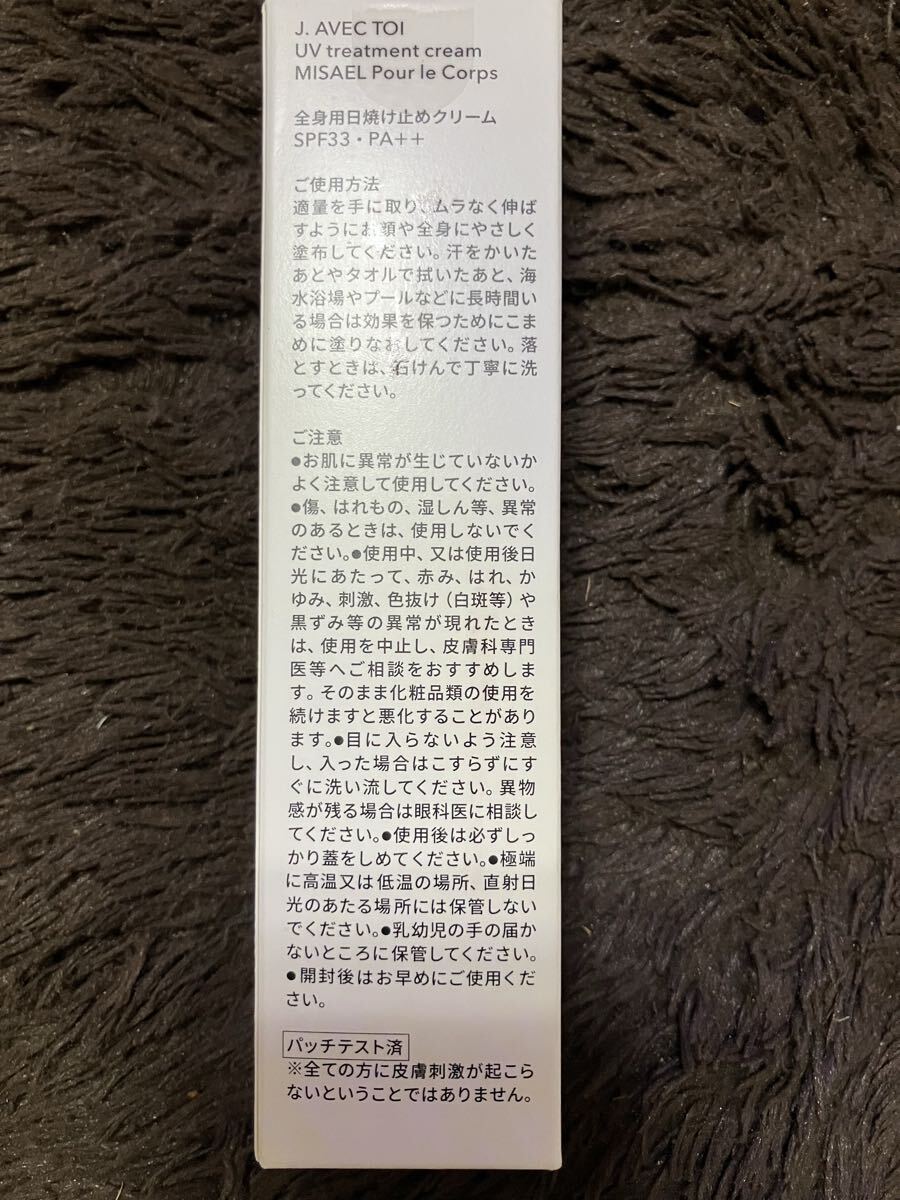 J. AVEC TOI
UV treatment cream
MISAEL Pour le Corps
全身用日焼け止めクリーム
SPF33・PA++
ご使用方法
適量を手に取り、ムラなく伸ば
すようにお顔や全身にやさしく
塗布してください。汗をかいた
あとやタオルで拭いたあと、海
水浴場やプールなどに長時間い
る場合は効果を保つためにこま
めに塗りなおしてください。落
とすときは、石けんで丁寧に洗
ってください。
ご注意
●お肌に異常が生じていないか
よく注意して使用してください。
●傷、はれもの、湿しん等、異常
のあるときは、使用しないでく
ださい。●使用中、又は使用後日
光にあたって、赤み、はれ、か
ゆみ、刺激、色抜け（白斑等）や
黒ずみ等の異常が現れたとき
は、使用を中止し、皮膚科専門
医等へご相談をおすすめしま
す。そのまま化粧品類の使用を
続けますと悪化することがあり
ます。●目に入らないよう注意
し、入った場合はこすらずにす
ぐに洗い流してください。異物
感が残る場合は眼科医に相談し
てください。●使用後は必ずしっ
かり蓋をしめてください。●極端
に高温又は低温の場所、直射日
光のあたる場所には保管しない
でください。●乳幼児の手の届か
ないところに保管してください。
●開封後はお早めにご使用くだ
さい。
パッチテスト済
※全ての方に皮膚刺激が起こら
ないということではありません。